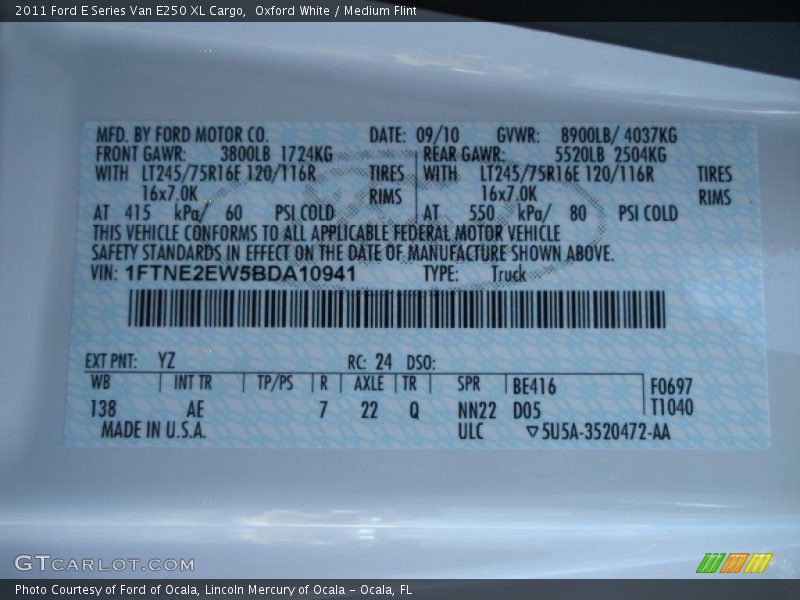 2011 Ford E Series Van E250 XL Cargo,  Oxford White / Medium Flint
MFD. BY FORD MOTOR CO. DATE: 09/10 GVWR: 8900LB/ 4037KG
FRONT GAWR: 3800LB 1724KG REAR GAWR: 5520LB 2504KG
WITH LT245/75R16E 120/116R TIRES WITH LT245/75R16E 120/116R TIRES
16x7.0K RIMS 16x7.0K RIMS
AT 415 kPa/ 60 PSI COLD AT 550 kPa/ 80 PSI COLD
THIS VEHICLE CONFORMS TO ALL APPLICABLE FEDERAL MOTOR VEHICLE
SAFETY STANDARDS IN EFFECT ON THE DATE OF MANUFACTURE SHOWN ABOVE.
VIN: 1FTNE2EW5BDA10941 TYPE: Truck
EXT PNT: YZ RC: 24 DSO:
WB INT TR TP/PS R AXLE TR SPR BE416 F0697
138 AE 7 22 Q NN22 D05 T1040
MADE IN U.S.A. ULC ▽5U5A-3520472-AA
GTCARLOT.COM
Photo Courtesy of Ford of Ocala, Lincoln Mercury of Ocala – Ocala, FL